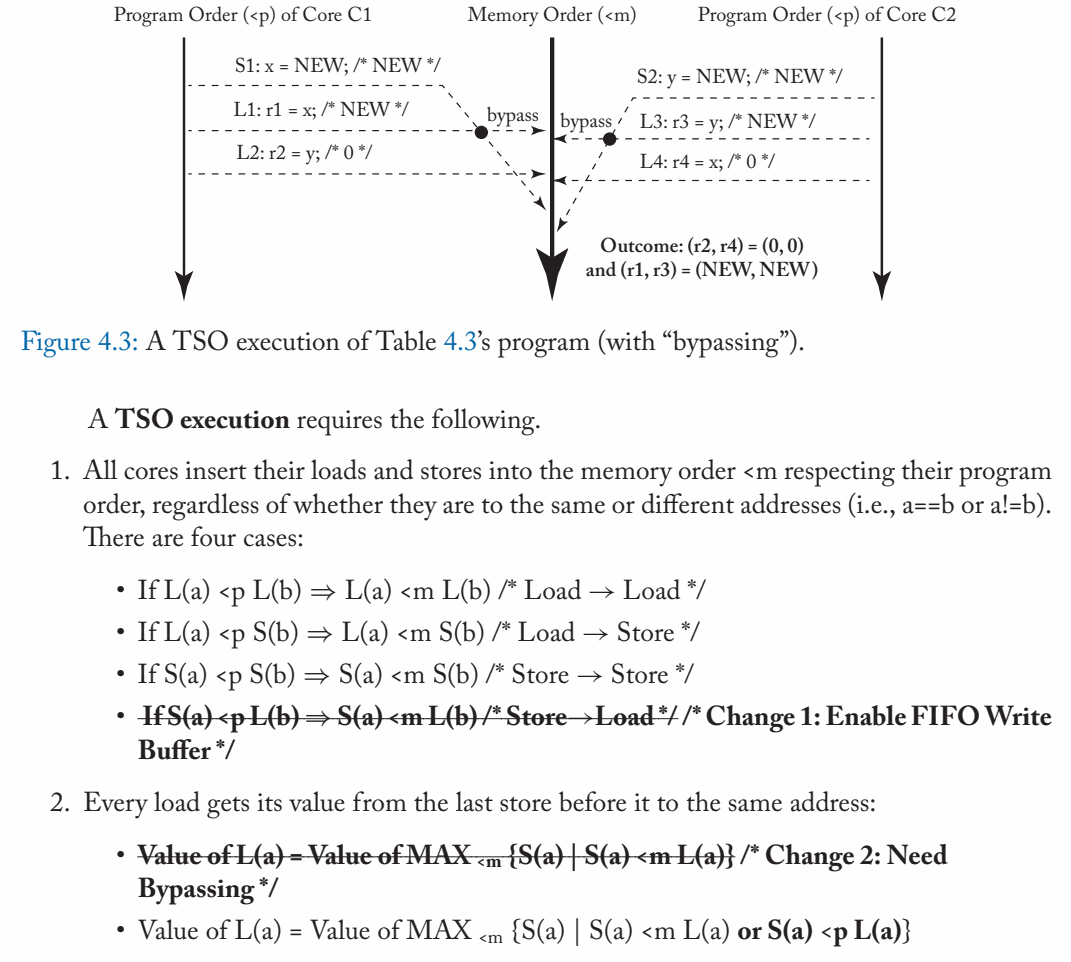 Program Order (<p) of Core C1 Memory Order (<m) Program Order (<p) of Core C2
S1: x = NEW; /* NEW */
S2: y = NEW; /* NEW */
L1: r1 = x; /* NEW */
bypass
bypass
L3: r3 = y; /* NEW */
L2: r2 = y; /* 0 */
L4: r4 = x; /* 0 */
Outcome: (r2, r4) = (0, 0)
and (r1, r3) = (NEW, NEW)
Figure 4.3: A TSO execution of Table 4.3's program (with “bypassing”).
A TSO execution requires the following.
1. All cores insert their loads and stores into the memory order <m respecting their program
order, regardless of whether they are to the same or different addresses (i.e., a==b or a!=b).
There are four cases:
• If L(a) <p L(b) ⇒ L(a) <m L(b) /* Load → Load */
• If L(a) <p S(b) ⇒ L(a) <m S(b) /* Load → Store */
• If S(a) <p S(b) ⇒ S(a) <m S(b) /* Store → Store */
• If S(a) <p L(b) ⇒ S(a) <m L(b) /* Store → Load */ /* Change 1: Enable FIFO Write
Buffer */
2. Every load gets its value from the last store before it to the same address:
• Value of L(a) = Value of MAX <m {S(a) | S(a) <m L(a)} /* Change 2: Need
Bypassing */
• Value of L(a) = Value of MAX <m {S(a) | S(a) <m L(a) or S(a) <p L(a)}